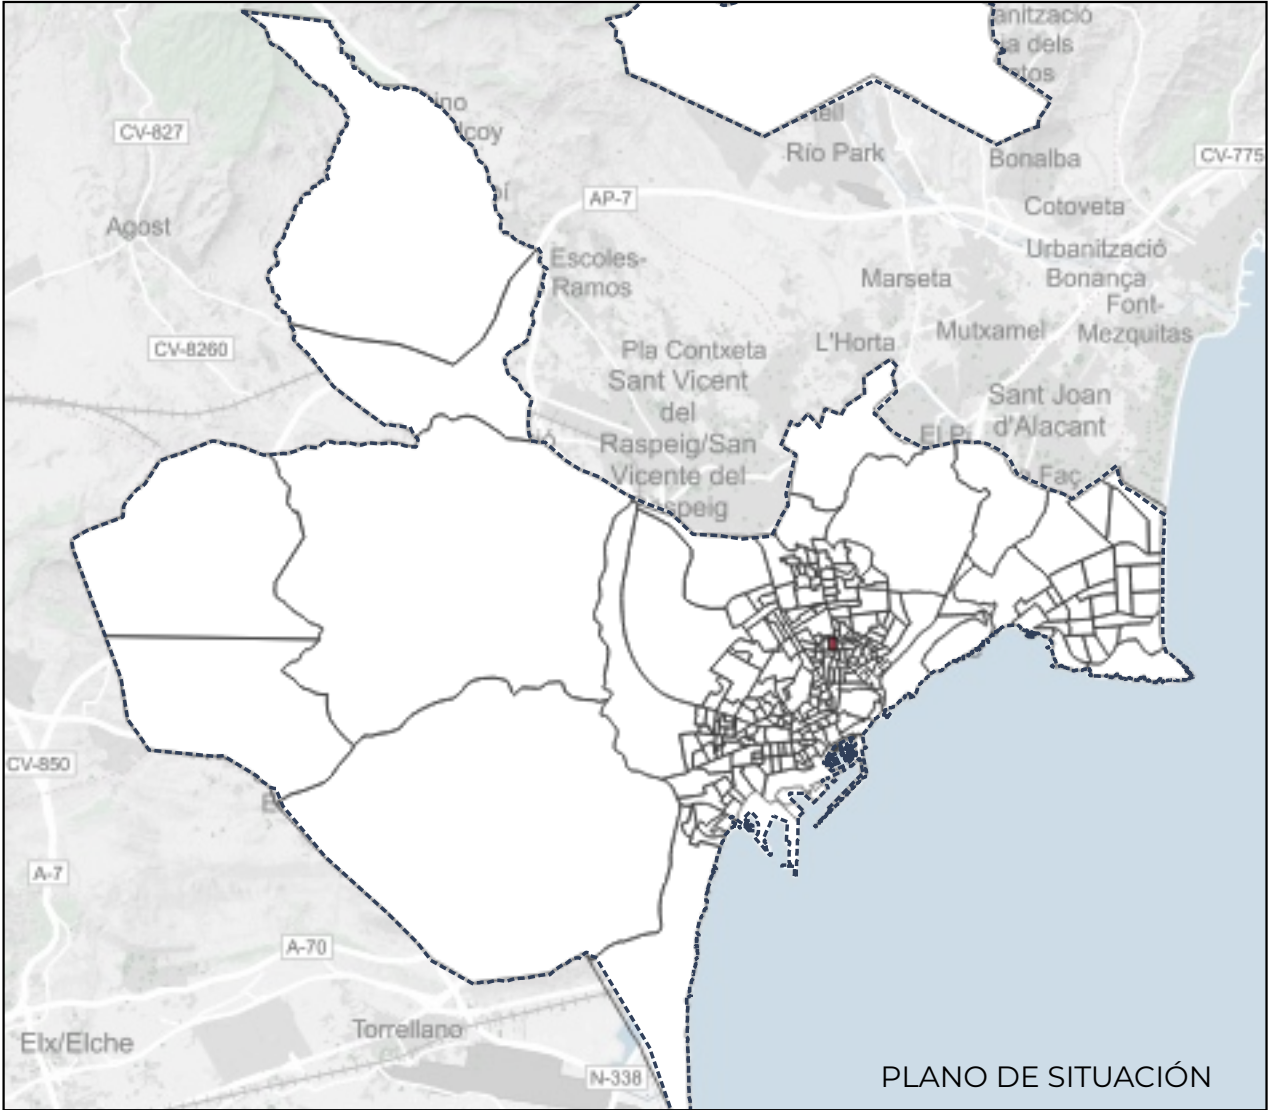 anització
dels
CV-827
Río Park
Bonalba
CV-775
AP-7
Cotoveta
Agost
Escoles-
Ramos
Urbanització
Bonança
Marseta
Font-
Mezquitas
Mutxamel
L'Horta
CV-8260
Pla Contxeta
Sant Vicent
del
Raspeig/San
Vicente del
speig
Sant Joan
d'Alacant
Faç
CV-850
A-7
A-70
Elx/Elche
Torrellano
N-338
PLANO DE SITUACIÓN